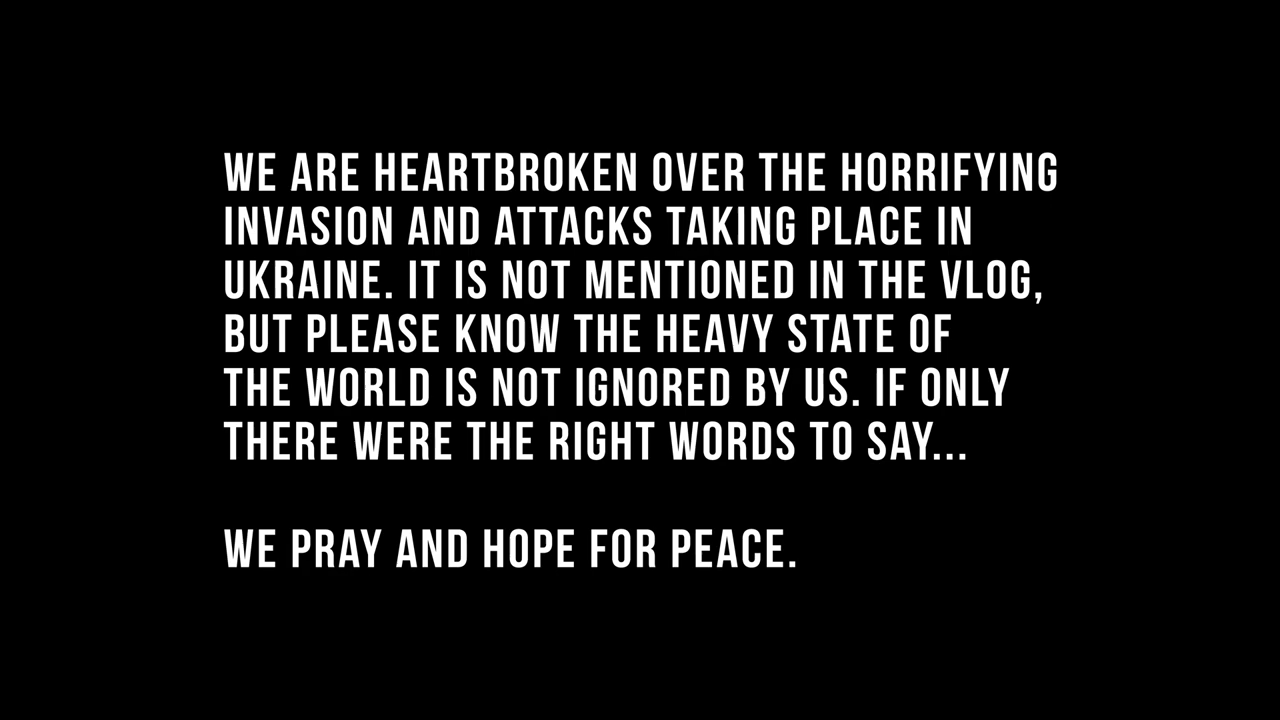 WE ARE HEARTBROKEN OVER THE HORRIFYING
INVASION AND ATTACKS TAKING PLACE IN
UKRAINE. IT IS NOT MENTIONED IN THE VLOG,
BUT PLEASE KNOW THE HEAVY STATE OF
THE WORLD IS NOT IGNORED BY US. IF ONLY
THERE WERE THE RIGHT WORDS TO SAY...
WE PRAY AND HOPE FOR PEACE.